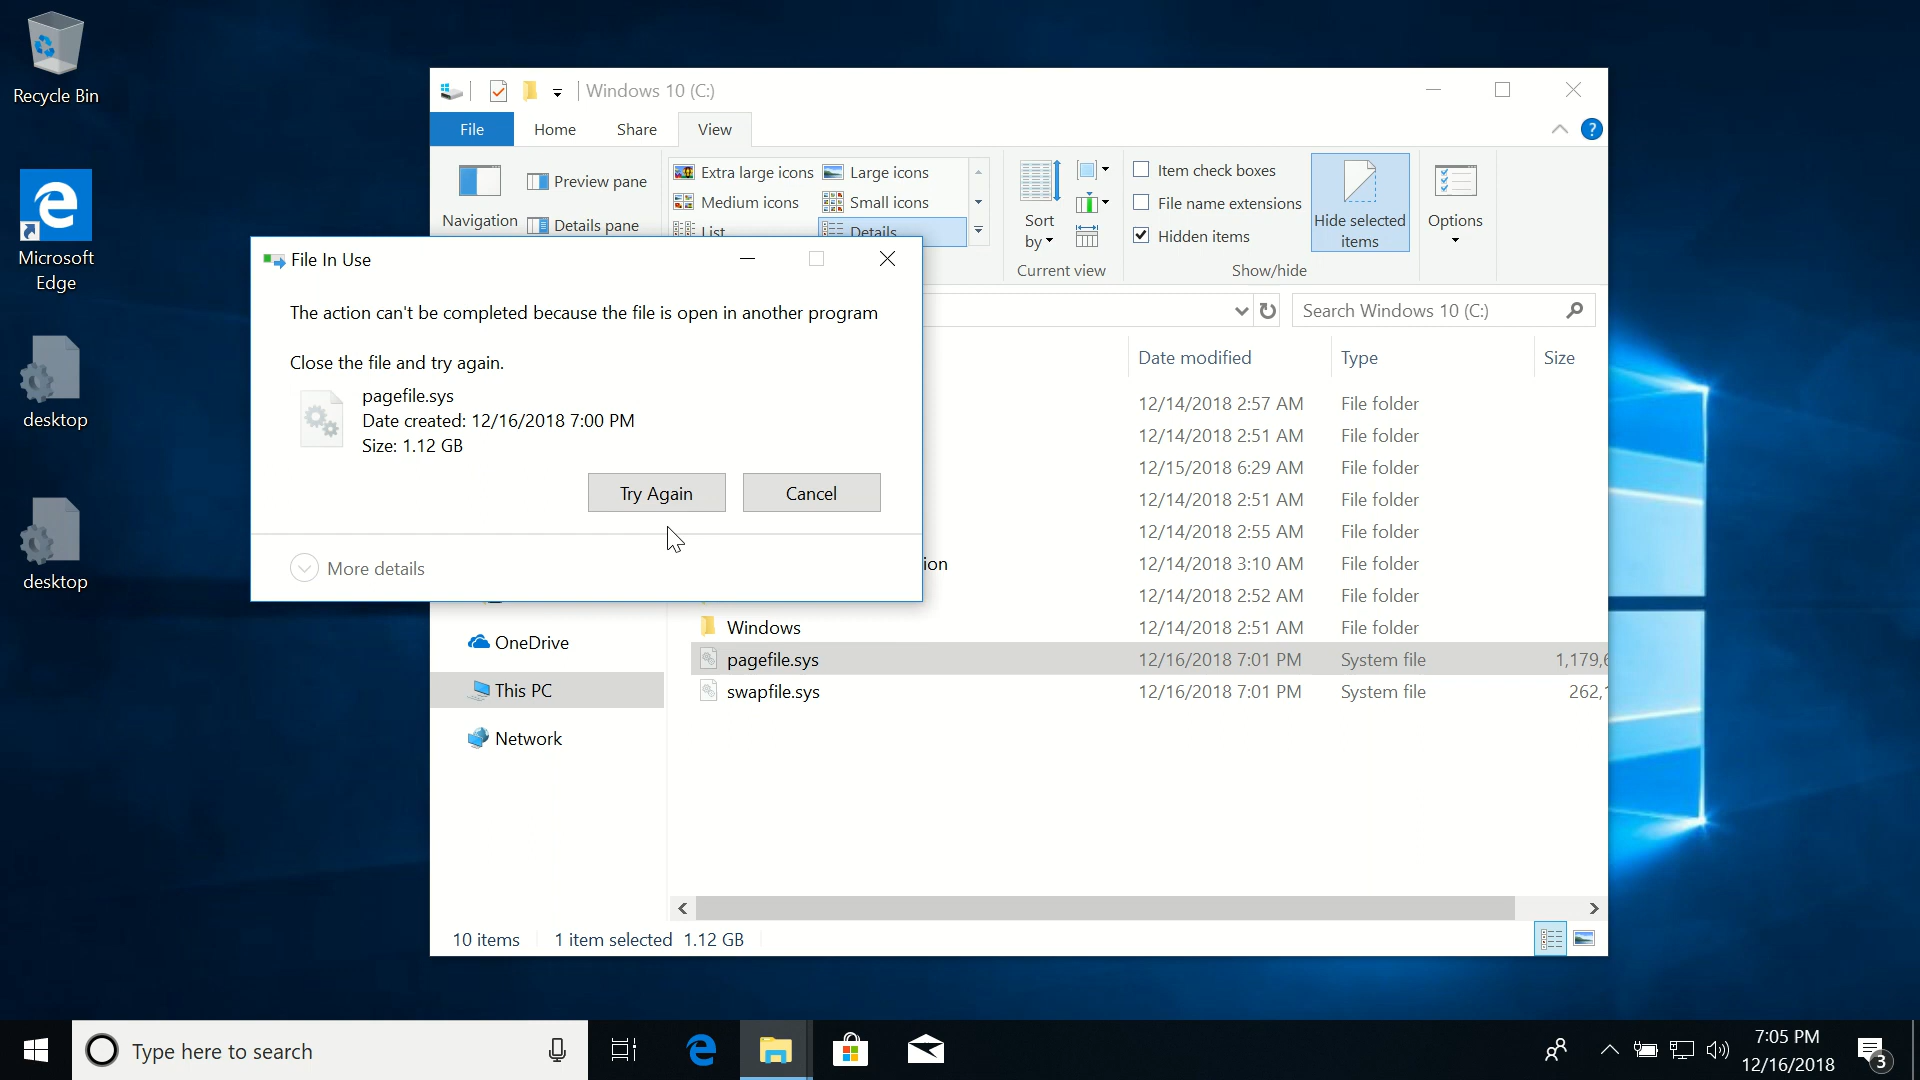 Recycle Bin
Microsoft
Edge
desktop
desktop
Windows 10 (C:)
File
Home
Share
View
?
Navigation
Preview pane
Details pane
Extra large icons
Large icons
Medium icons
Small icons
List
Details
Sort
by
Item check boxes
File name extensions
Hidden items
Hide selected
items
Options
Current view
Show/hide
Search Windows 10 (C:)
File In Use
The action can't be completed because the file is open in another program
Close the file and try again.
pagefile.sys
Date created: 12/16/2018 7:00 PM
Size: 1.12 GB
Try Again
Cancel
More details
Date modified
Type
Size
12/14/2018 2:57 AM File folder
12/14/2018 2:51 AM File folder
12/15/2018 6:29 AM File folder
12/14/2018 2:51 AM File folder
12/14/2018 2:55 AM File folder
ion 12/14/2018 3:10 AM File folder
12/14/2018 2:52 AM File folder
Windows 12/14/2018 2:51 AM File folder
pagefile.sys 12/16/2018 7:01 PM System file 1,179,6
swapfile.sys 12/16/2018 7:01 PM System file 262,1
OneDrive
This PC
Network
10 items
1 item selected 1.12 GB
Type here to search
7:05 PM
12/16/2018
3